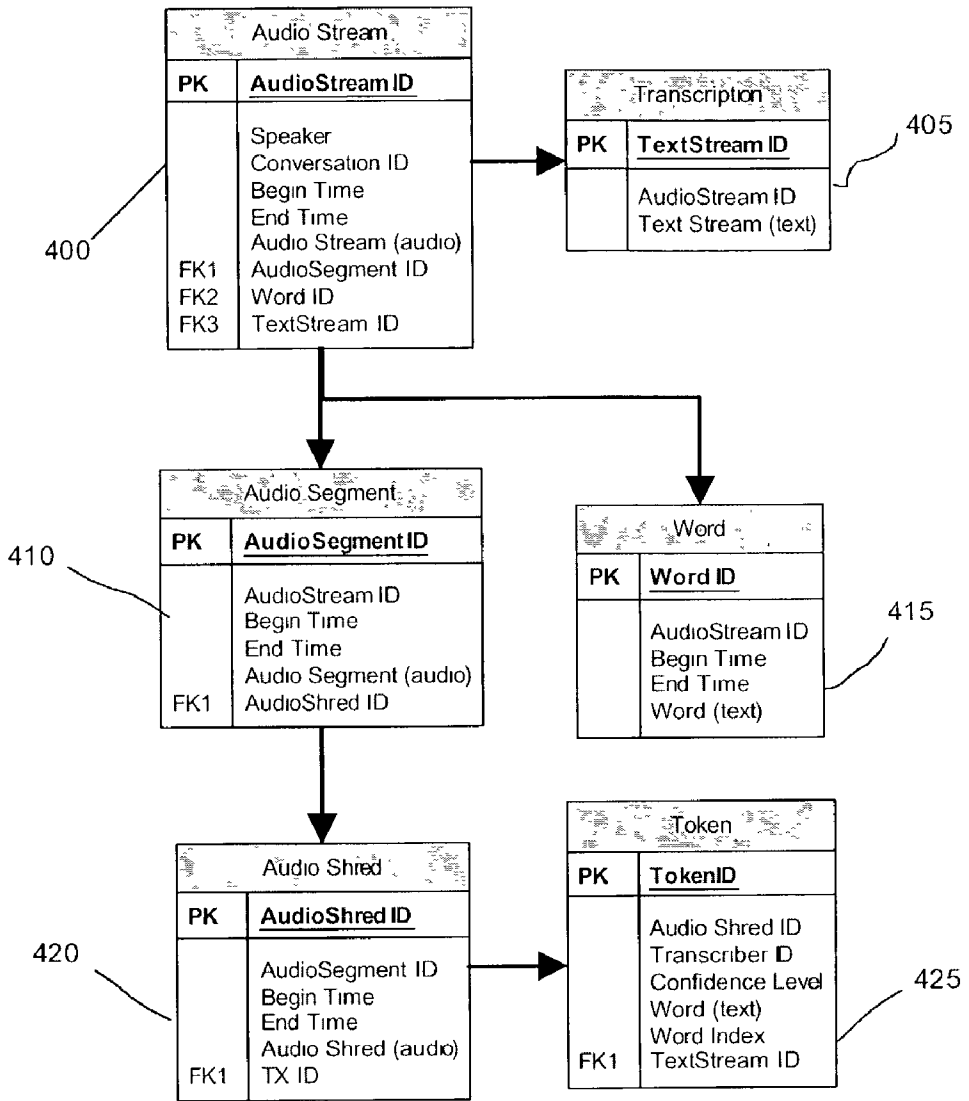 Audio Stream
PK AudioStream ID
Speaker
Conversation ID
Begin Time
End Time
Audio Stream (audio)
FK1 AudioSegment ID
FK2 Word ID
FK3 TextStream ID
400
Transcription
PK TextStream ID
AudioStream ID
Text Stream (text)
405
Audio Segment
PK AudioSegment ID
AudioStream ID
Begin Time
End Time
Audio Segment (audio)
FK1 AudioShred ID
410
Word
PK Word ID
AudioStream ID
Begin Time
End Time
Word (text)
415
Audio Shred
PK AudioShred ID
AudioSegment ID
Begin Time
End Time
Audio Shred (audio)
FK1 TX ID
420
Token
PK TokenID
Audio Shred ID
Transcriber ID
Confidence Level
Word (text)
Word Index
FK1 TextStream ID
425